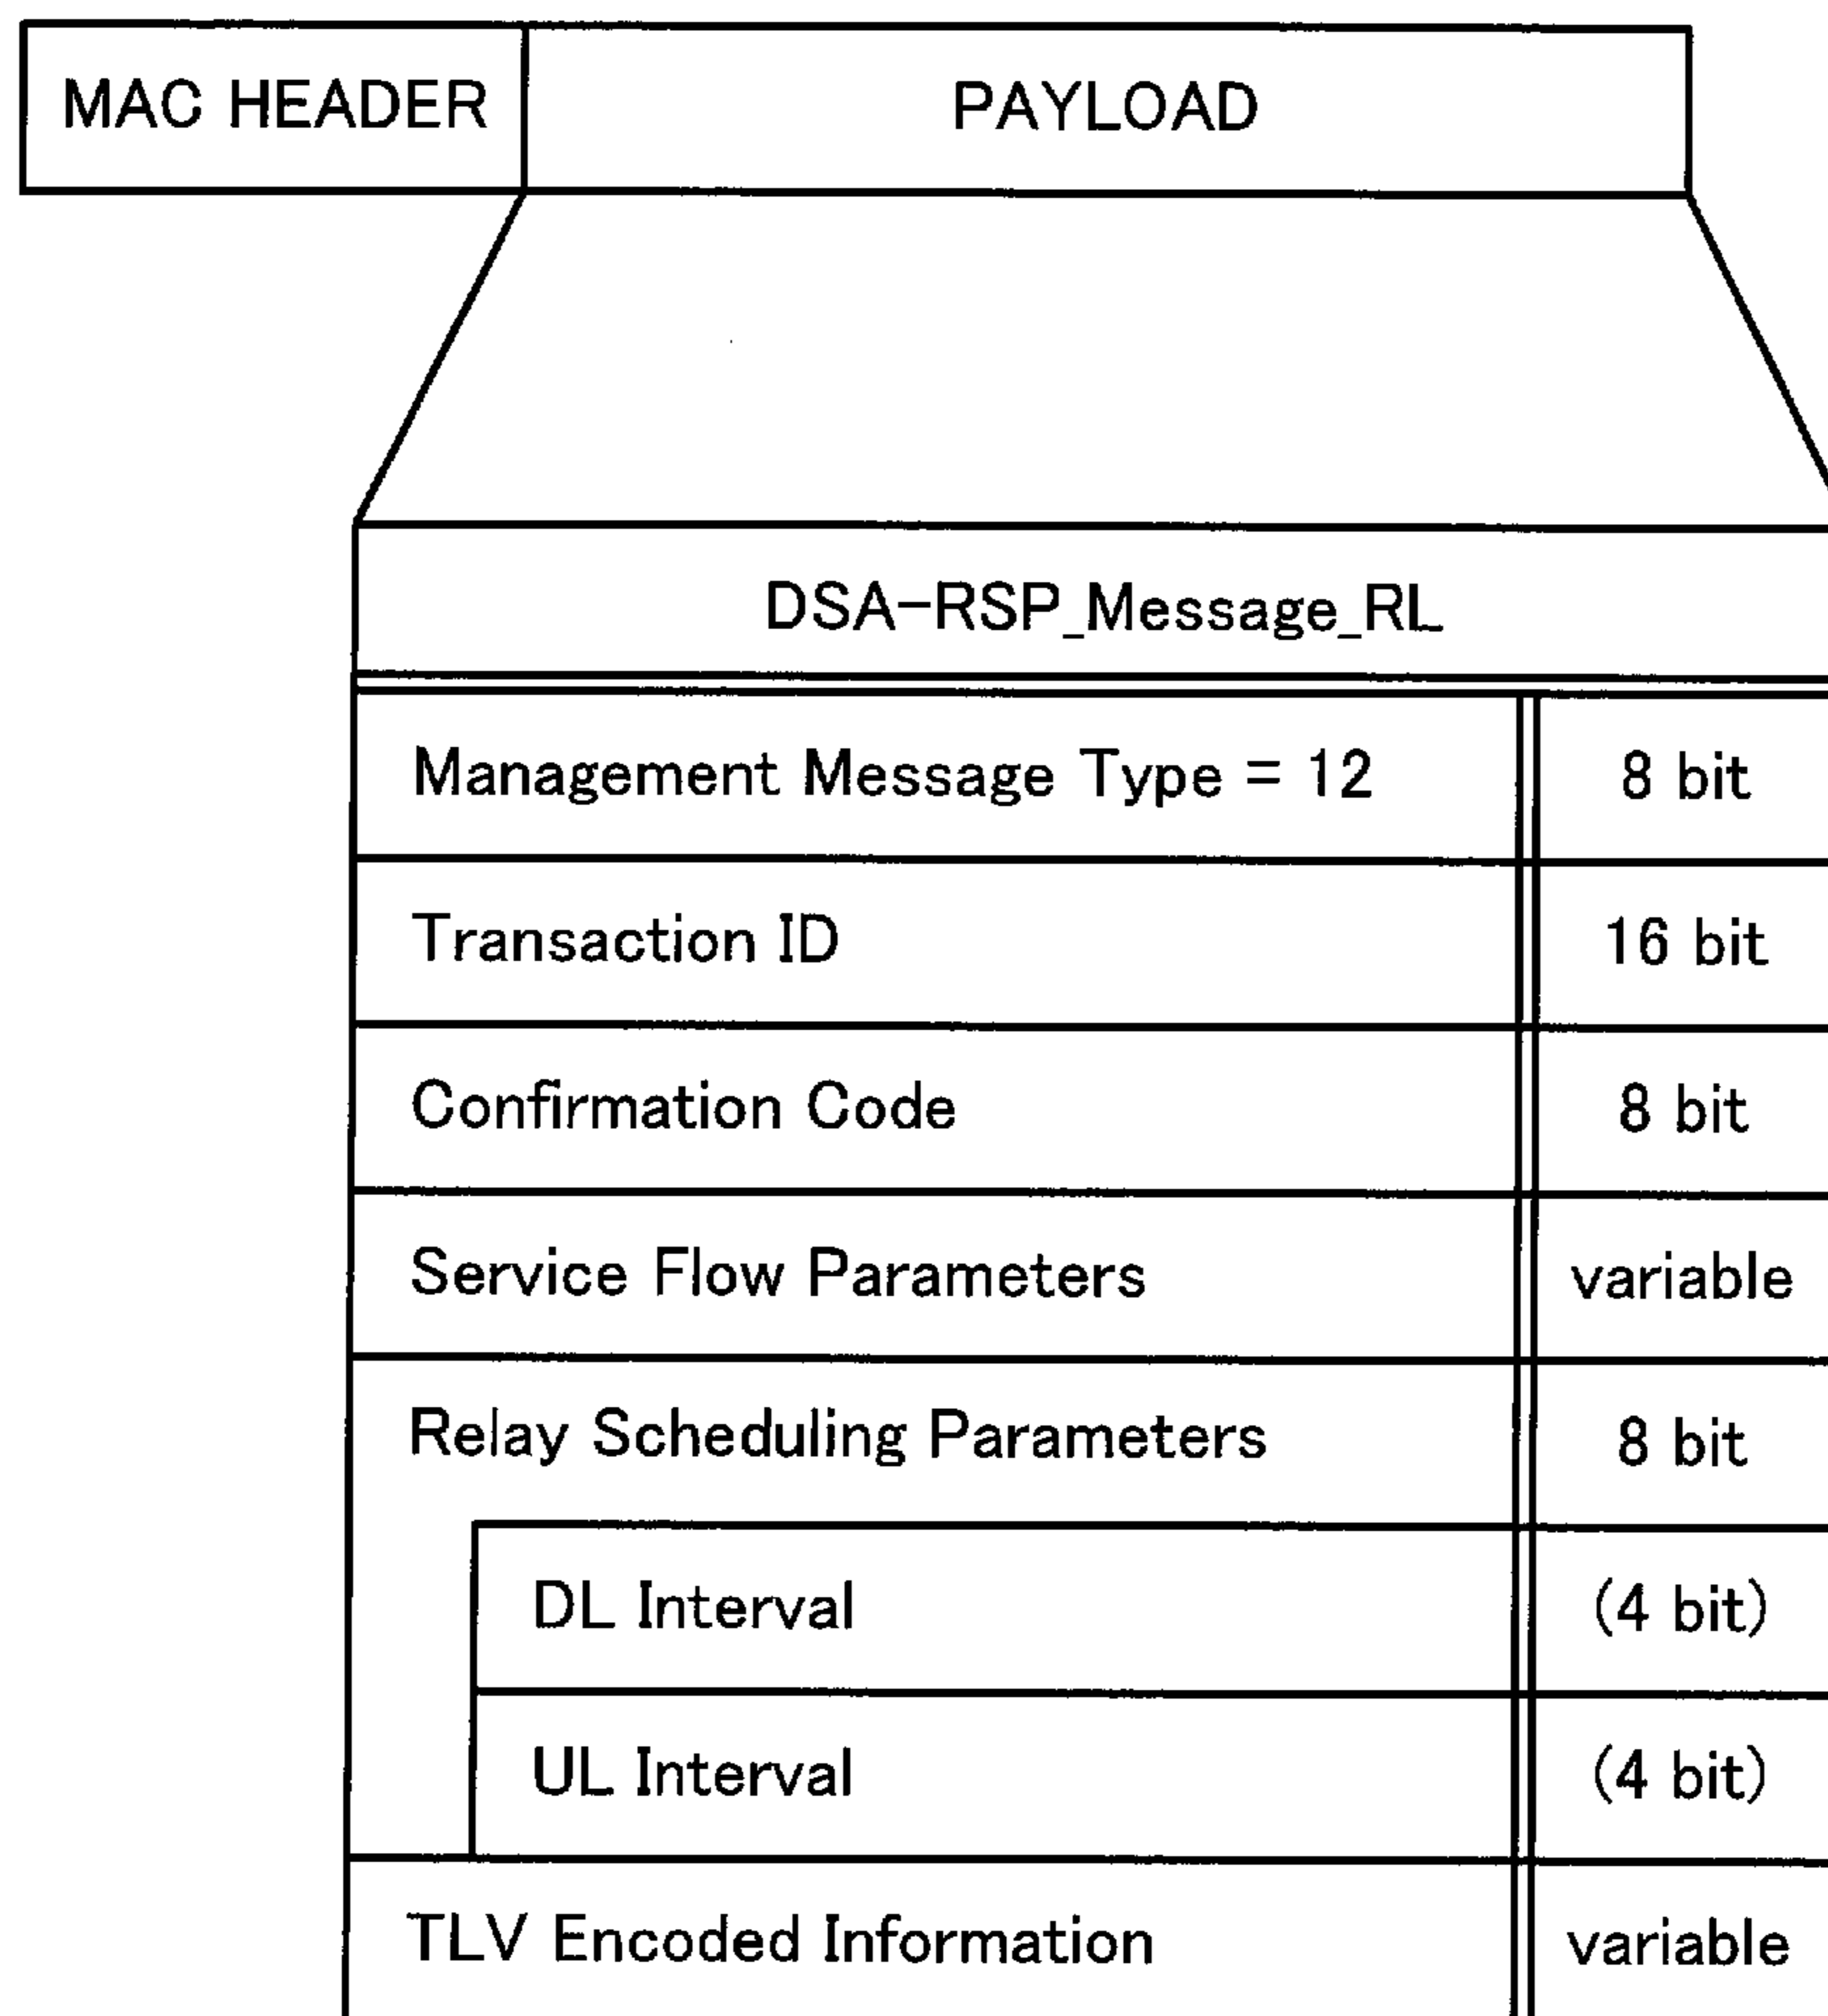 MAC HEADER PAYLOAD
DSA-RSP_Message_RL
Management Message Type = 12 8 bit
Transaction ID 16 bit
Confirmation Code 8 bit
Service Flow Parameters variable
Relay Scheduling Parameters 8 bit
DL Interval (4 bit)
UL Interval (4 bit)
TLV Encoded Information variable